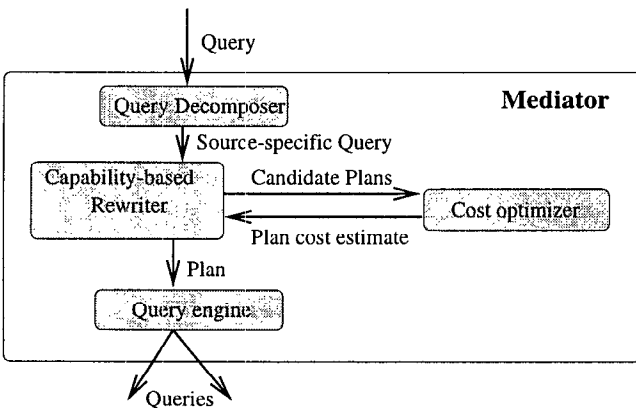 Query
Query Decomposer
Mediator
Source-specific Query
Capability-based
Rewriter
Candidate Plans
Cost optimizer
Plan cost estimate
Plan
Query engine
Queries